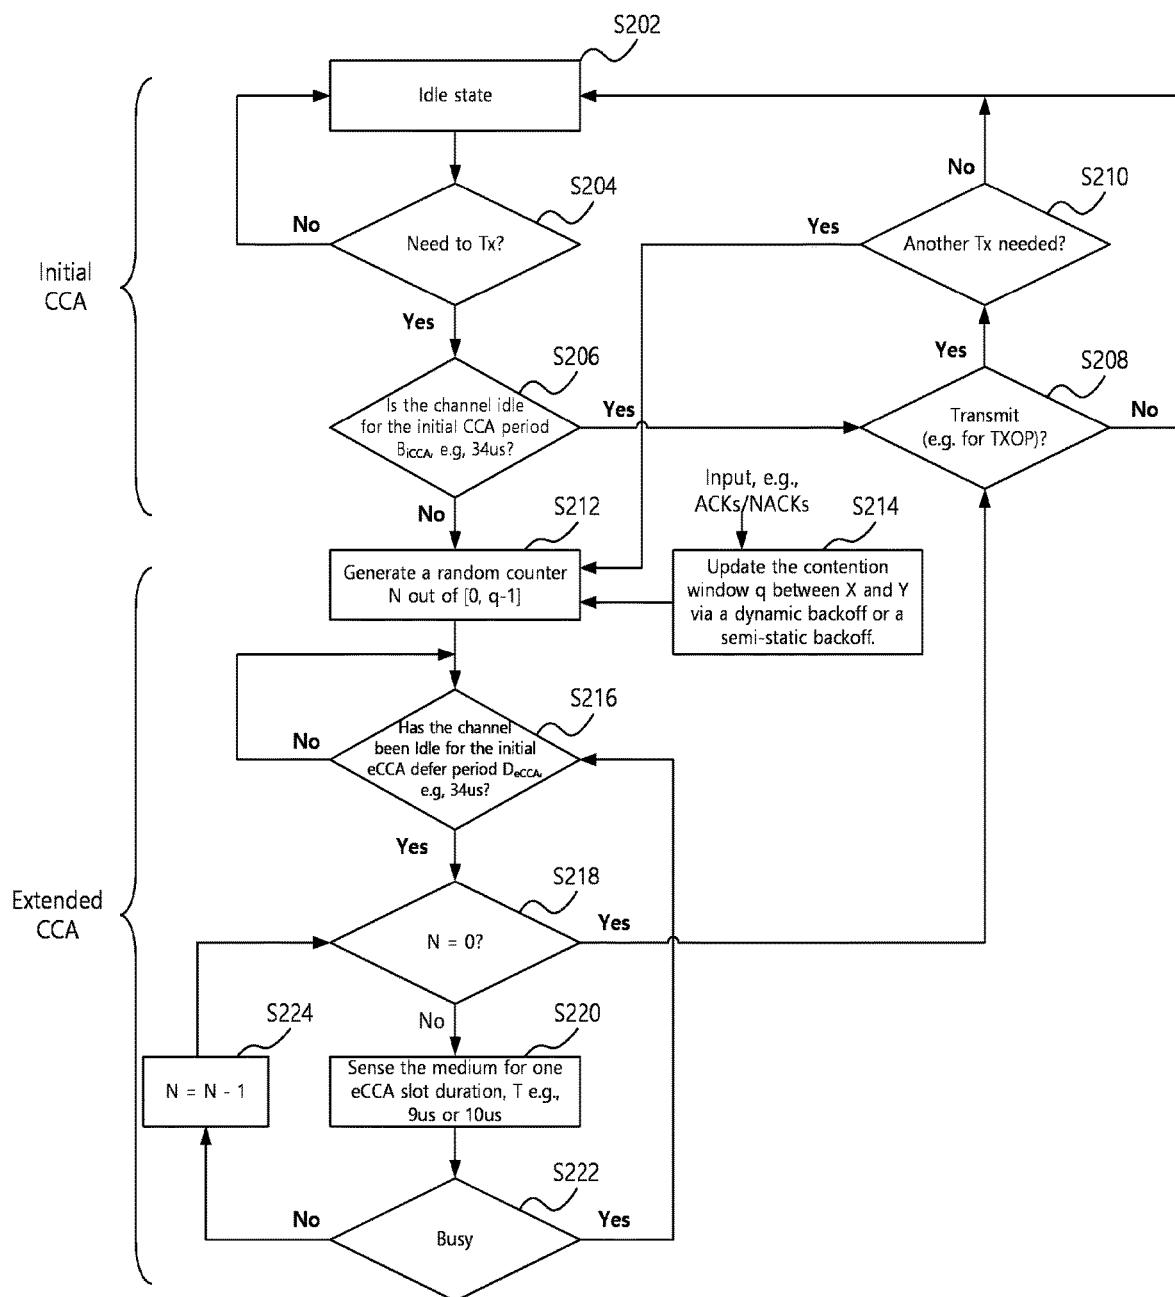 S202
Idle state
S204
No
Need to Tx?
Yes
No
S210
Yes
Another Tx needed?
Initial
CCA
S206
Is the channel idle
for the initial CCA period
BiCCA, e.g, 34us?
Yes
No
Yes
S208
Transmit
(e.g. for TXOP)?
No
Input, e.g.,
ACKs/NACKs
S212
Generate a random counter
N out of [0, q-1]
S214
Update the contention
window q between X and Y
via a dynamic backoff or a
semi-static backoff.
S216
No
Has the channel
been Idle for the initial
eCCA defer period DeCCA,
e.g, 34us?
Yes
Extended
CCA
S218
N = 0?
Yes
No
S224
N = N - 1
S220
Sense the medium for one
eCCA slot duration, T e.g.,
9us or 10us
S222
No
Busy
Yes